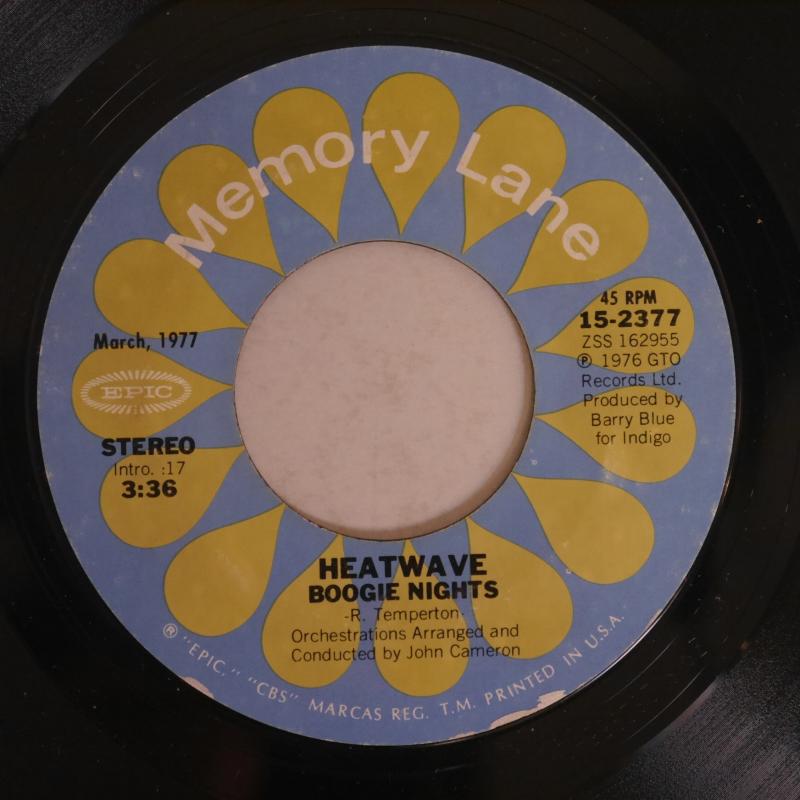 Memory Lane
March, 1977
EPIC
STEREO
Intro. :17
3:36
45 RPM
15-2377
ZSS 162955
Ⓟ 1976 GTO
Records Ltd.
Produced by
Barry Blue
for Indigo
HEATWAVE
BOOGIE NIGHTS
-R. Temperton-
Orchestrations Arranged and
Conducted by John Cameron
® "EPIC," "CBS" MARCAS REG. T.M. PRINTED IN U.S.A.